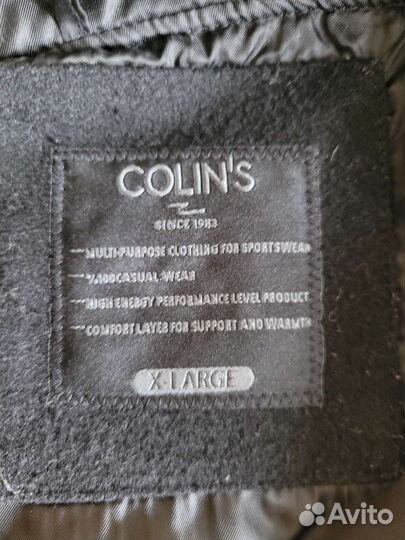 COLIN'S
SINCE 1983
MULTI-PURPOSE CLOTHING FOR SPORTSWEAR
%100 CASUAL WEAR
HIGH ENERGY PERFORMANCE LEVEL PRODUCT
COMFORT LAYER FOR SUPPORT AND WARMTH
X-LARGE
Avito